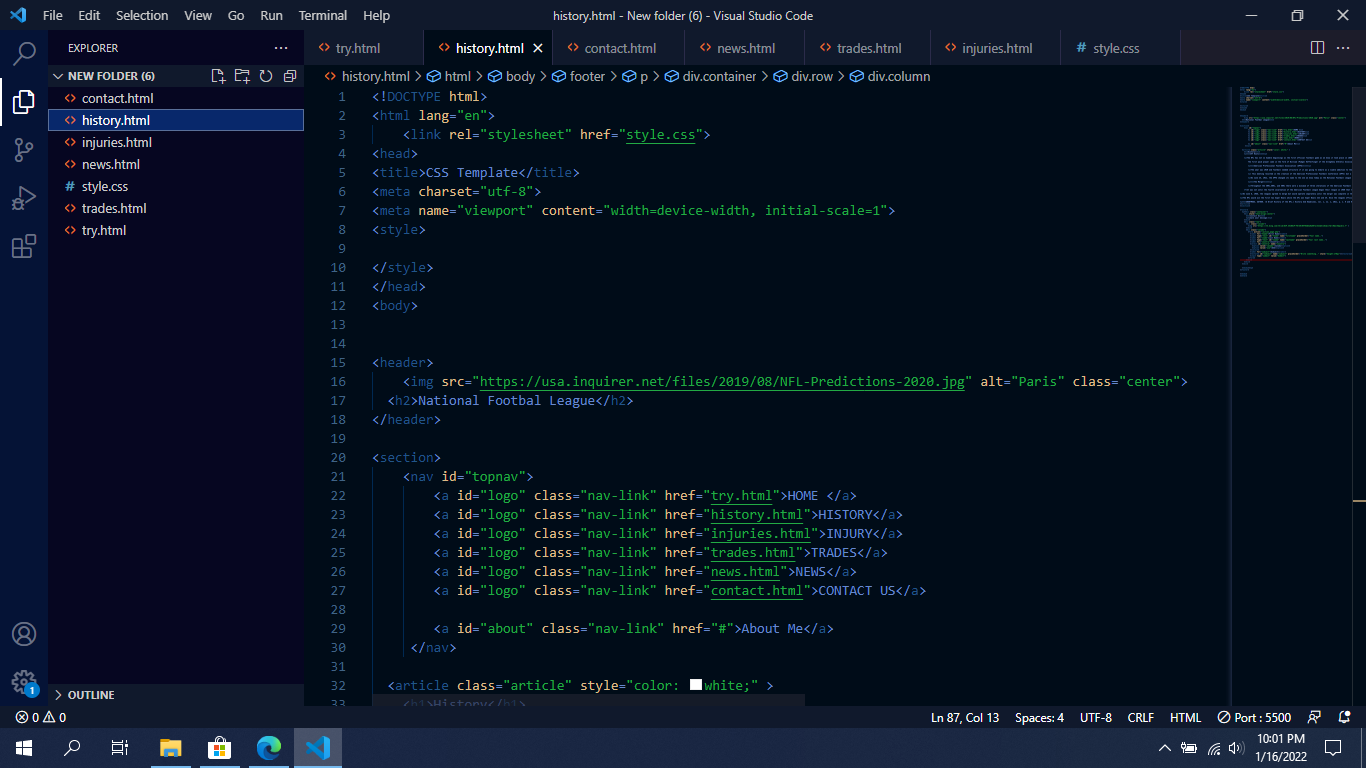 File Edit Selection View Go Run Terminal Help history.html - New folder (6) - Visual Studio Code
EXPLORER
NEW FOLDER (6)
contact.html
history.html
injuries.html
news.html
style.css
trades.html
try.html
OUTLINE
try.html history.html contact.html news.html trades.html injuries.html style.css
history.html > html > body > footer > p > div.container > div.row > div.column
1 <!DOCTYPE html>
2 <html lang="en">
3 <link rel="stylesheet" href="style.css">
4 <head>
5 <title>CSS Template</title>
6 <meta charset="utf-8">
7 <meta name="viewport" content="width=device-width, initial-scale=1">
8 <style>
9
10 </style>
11 </head>
12 <body>
13
14
15 <header>
16 <img src="https://usa.inquirer.net/files/2019/08/NFL-Predictions-2020.jpg" alt="Paris" class="center">
17 <h2>National Footbal League</h2>
18 </header>
19
20 <section>
21 <nav id="topnav">
22 <a id="logo" class="nav-link" href="try.html">HOME </a>
23 <a id="logo" class="nav-link" href="history.html">HISTORY</a>
24 <a id="logo" class="nav-link" href="injuries.html">INJURY</a>
25 <a id="logo" class="nav-link" href="trades.html">TRADES</a>
26 <a id="logo" class="nav-link" href="news.html">NEWS</a>
27 <a id="logo" class="nav-link" href="contact.html">CONTACT US</a>
28
29 <a id="about" class="nav-link" href="#">About Me</a>
30 </nav>
31
32 <article class="article" style="color: white;" >
33 <h1>History</h1>
0 0 Ln 87, Col 13 Spaces: 4 UTF-8 CRLF HTML Port : 5500
1
10:01 PM
1/16/2022